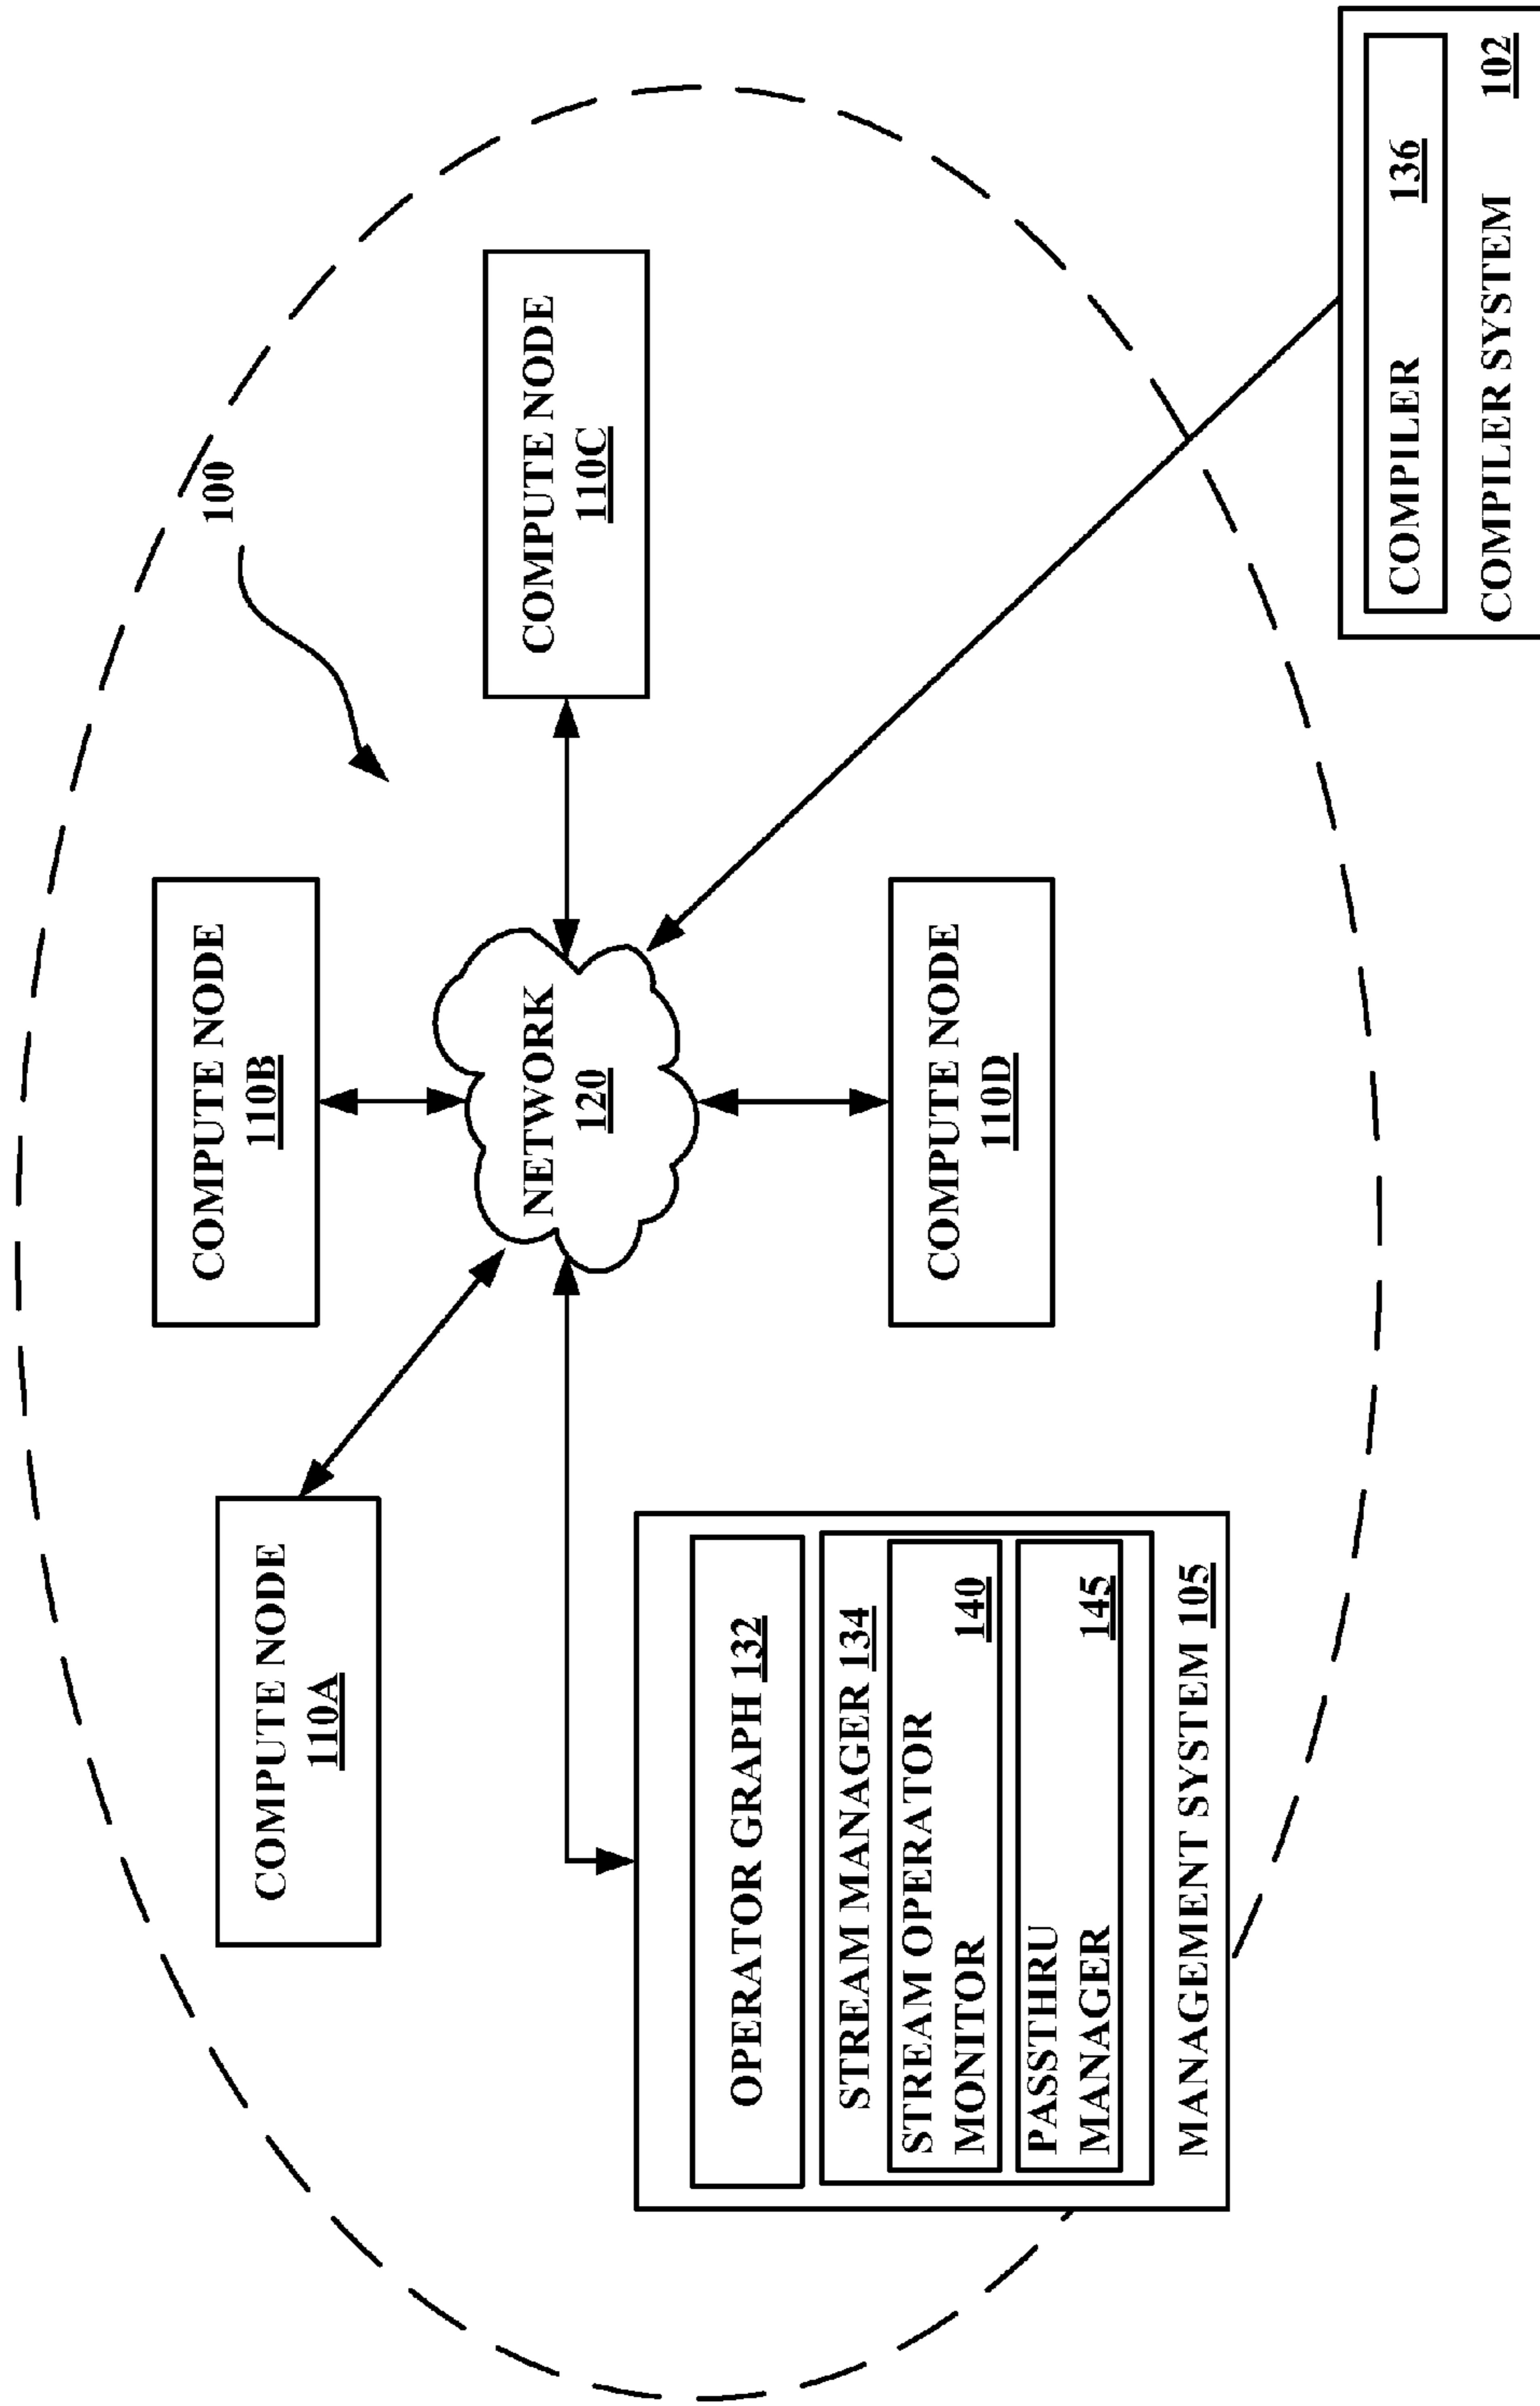 100
COMPUTE NODE
110A
COMPUTE NODE
110B
COMPUTE NODE
110C
NETWORK
120
COMPUTE NODE
110D
OPERATOR GRAPH 132
STREAM MANAGER 134
STREAM OPERATOR
MONITOR 140
PASSTHRU
MANAGER 145
MANAGEMENT SYSTEM 105
COMPILER 136
COMPILER SYSTEM 102